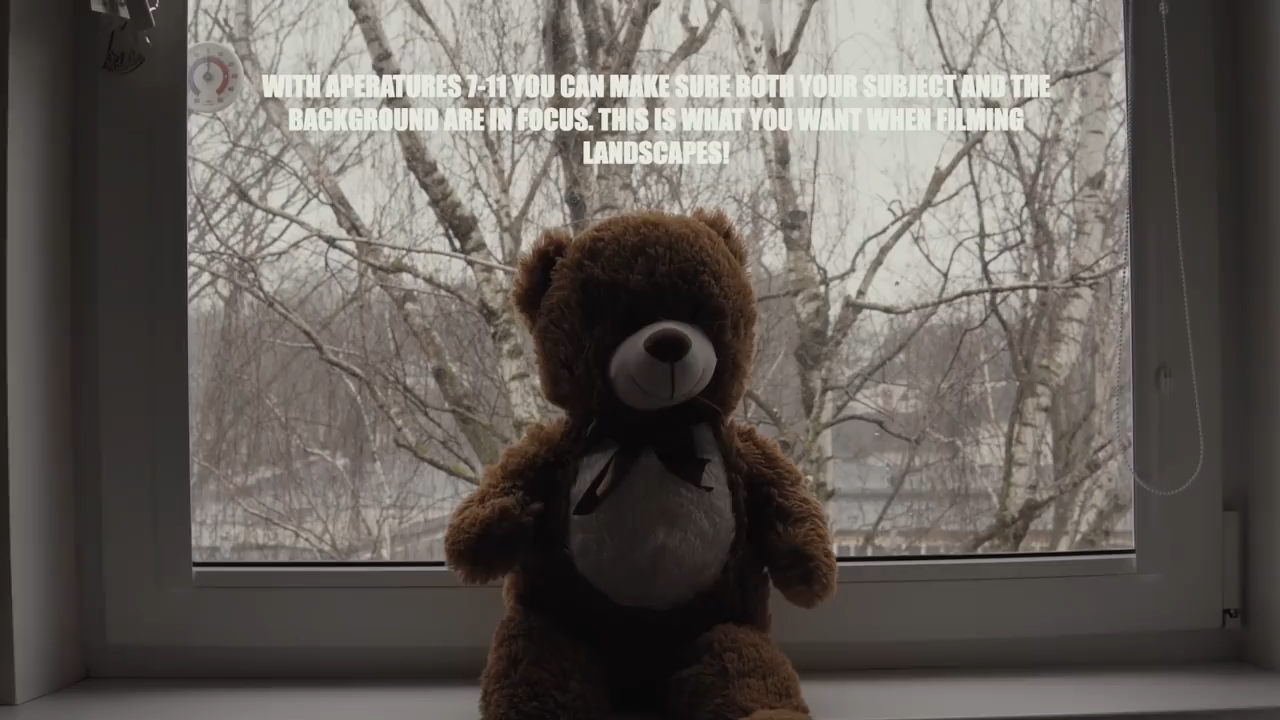 WITH APERATURES 7-11 YOU CAN MAKE SURE BOTH YOUR SUBJECT AND THE
BACKGROUND ARE IN FOCUS. THIS IS WHAT YOU WANT WHEN FILMING
LANDSCAPES!